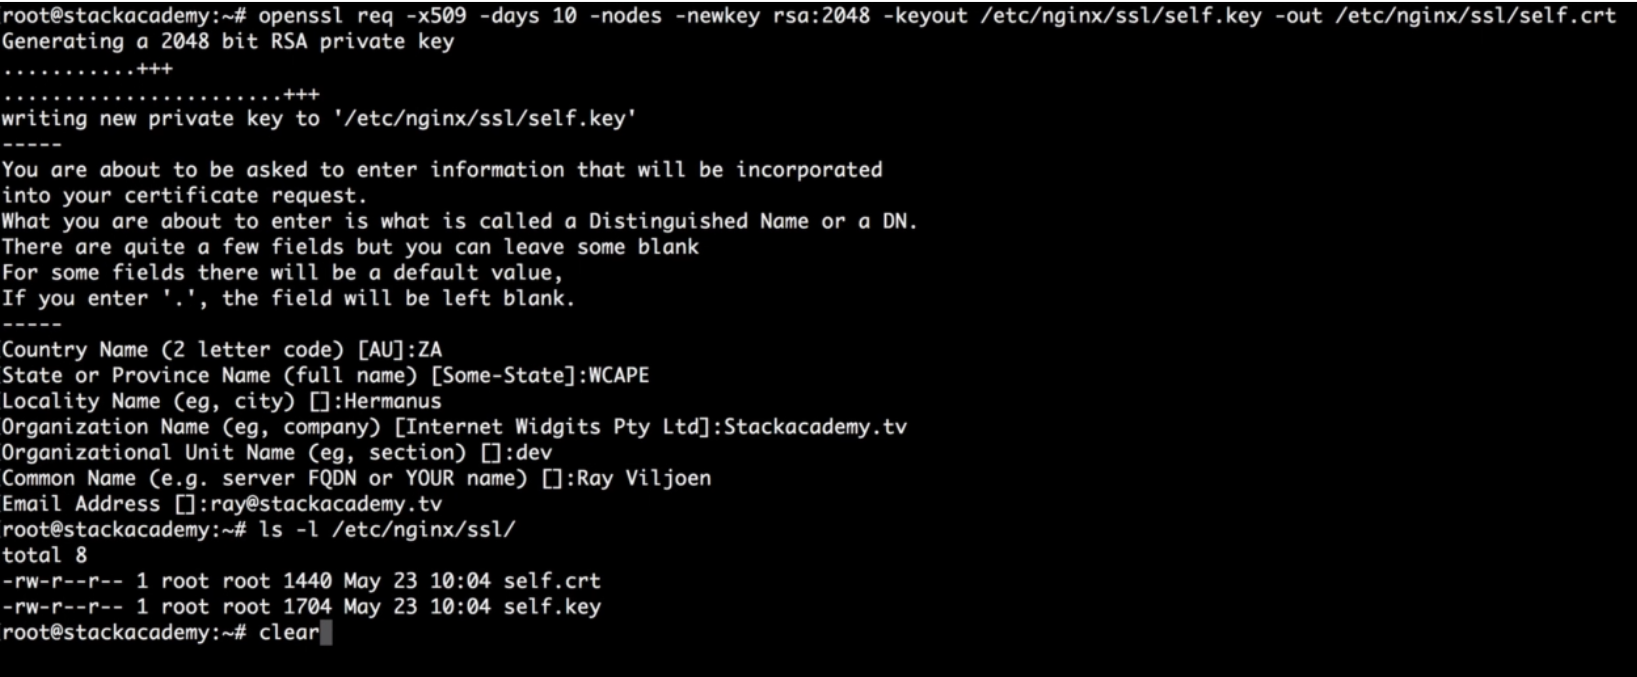 root@stackacademy:~# openssl req -x509 -days 10 -nodes -newkey rsa:2048 -keyout /etc/nginx/ssl/self.key -out /etc/nginx/ssl/self.crt
Generating a 2048 bit RSA private key
...........+++
.......................+++
writing new private key to '/etc/nginx/ssl/self.key'
-----
You are about to be asked to enter information that will be incorporated
into your certificate request.
What you are about to enter is what is called a Distinguished Name or a DN.
There are quite a few fields but you can leave some blank
For some fields there will be a default value,
If you enter '.', the field will be left blank.
-----
Country Name (2 letter code) [AU]:ZA
State or Province Name (full name) [Some-State]:WCAPE
Locality Name (eg, city) []:Hermanus
Organization Name (eg, company) [Internet Widgits Pty Ltd]:Stackacademy.tv
Organizational Unit Name (eg, section) []:dev
Common Name (e.g. server FQDN or YOUR name) []:Ray Viljoen
Email Address []:ray@stackacademy.tv
root@stackacademy:~# ls -l /etc/nginx/ssl/
total 8
-rw-r--r-- 1 root root 1440 May 23 10:04 self.crt
-rw-r--r-- 1 root root 1704 May 23 10:04 self.key
root@stackacademy:~# clear